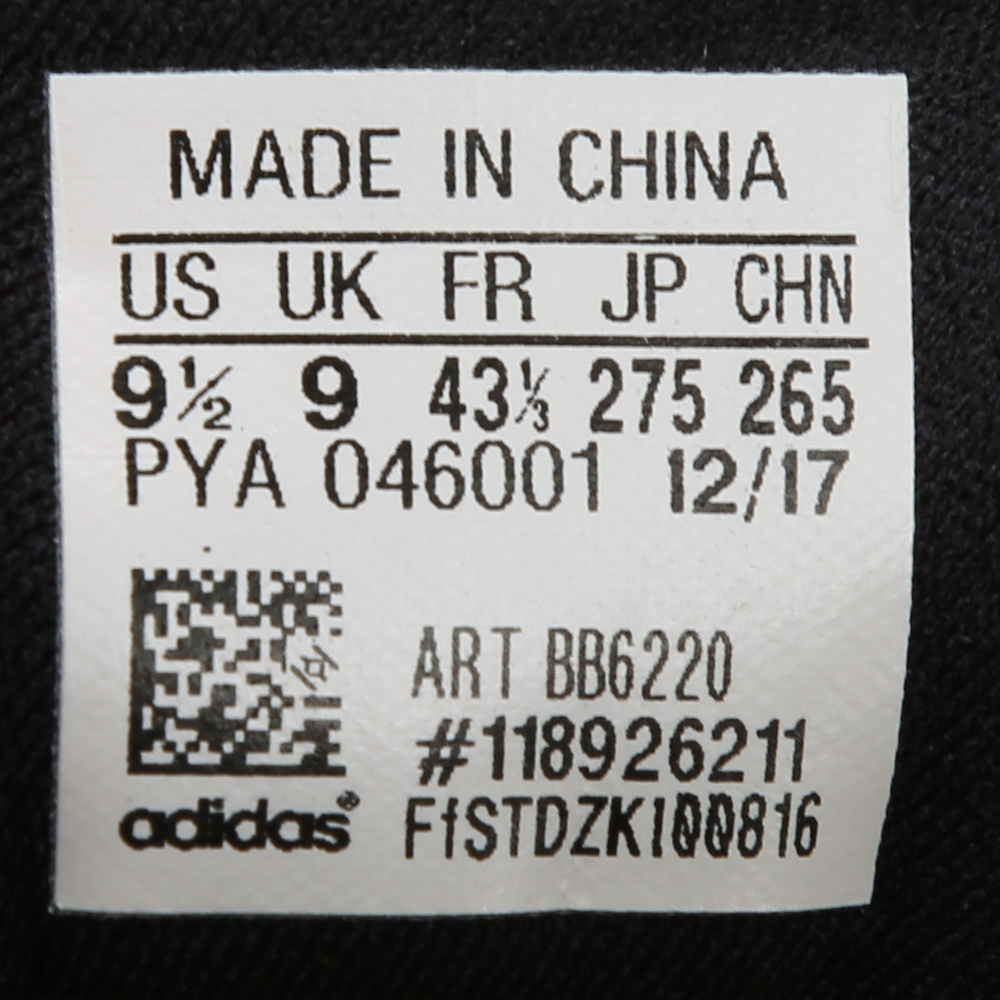 MADE IN CHINA
US UK FR JP CHN
9½ 9 43⅓ 275 265
PYA 046001 12/17
ART BB6220
#118926211
adidas® FfSTDZKI00816